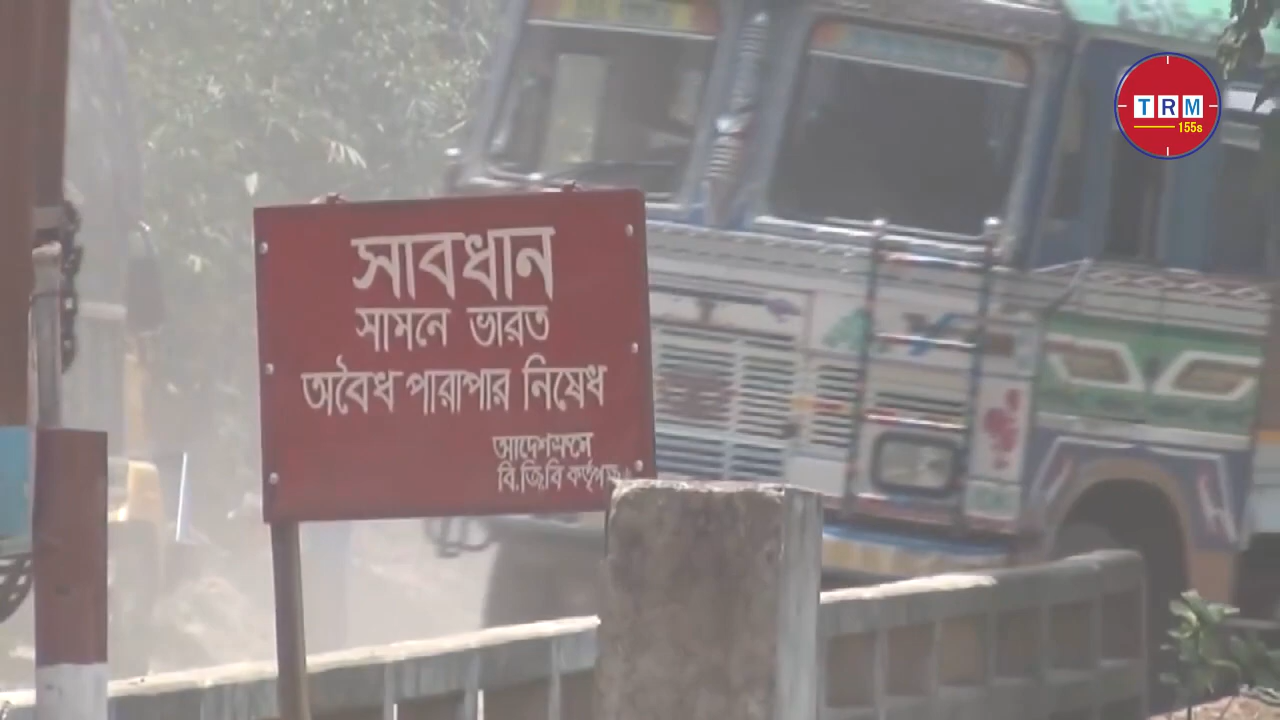 সাবধান
সামনে ভারত
অবৈধ পারাপার নিষেধ
আদেশক্রমে
বি.জি.বি কর্তৃপক্ষ
TRM
155s